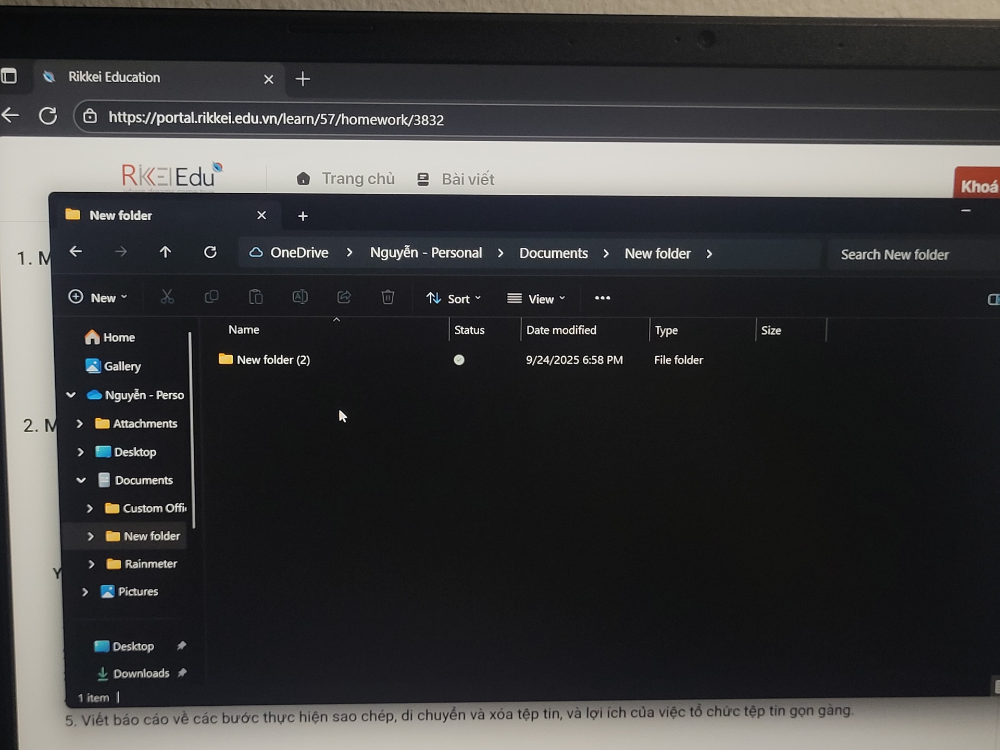 Rikkei Education
https://portal.rikkei.edu.vn/learn/57/homework/3832
RIKKEI Edu
Trang chủ
Bài viết
Khoá
New folder
OneDrive > Nguyễn - Personal > Documents > New folder >
Search New folder
New
Sort
View
Name
Status
Date modified
Type
Size
New folder (2)
9/24/2025 6:58 PM
File folder
Home
Gallery
Nguyễn - Perso
Attachments
Desktop
Documents
Custom Offi
New folder
Rainmeter
Pictures
Desktop
Downloads
1 item
1. M
2. M
Y
5. Viết báo cáo về các bước thực hiện sao chép, di chuyển và xóa tệp tin, và lợi ích của việc tổ chức tệp tin gọn gàng.